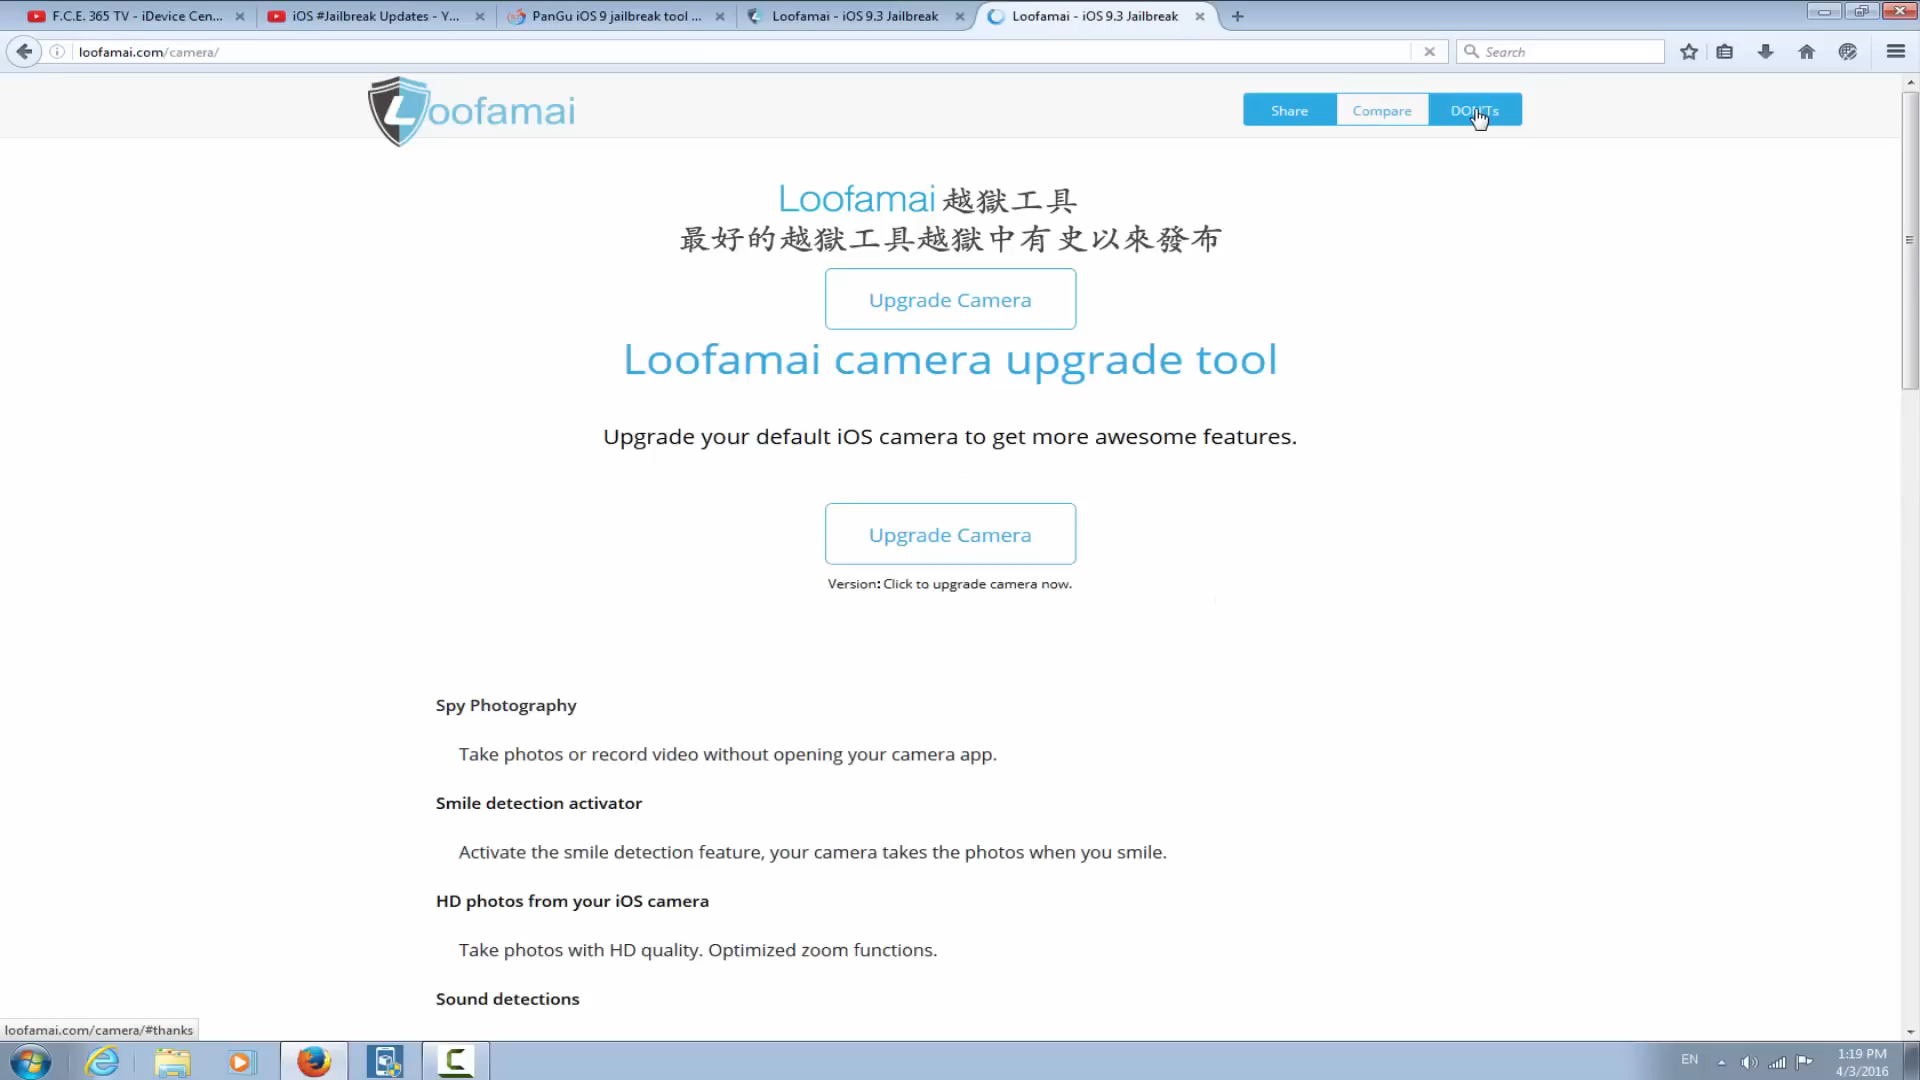 F.C.E. 365 TV - iDevice Cen...
iOS #Jailbreak Updates - Y...
PanGu iOS 9 jailbreak tool ...
Loofamai - iOS 9.3 Jailbreak
Loofamai - iOS 9.3 Jailbreak
loofamai.com/camera/
Search
Loofamai
Share
Compare
DON'Ts
Loofamai 越獄工具
最好的越獄工具越獄中有史以來發布
Upgrade Camera
Loofamai camera upgrade tool
Upgrade your default iOS camera to get more awesome features.
Upgrade Camera
Version: Click to upgrade camera now.
Spy Photography
Take photos or record video without opening your camera app.
Smile detection activator
Activate the smile detection feature, your camera takes the photos when you smile.
HD photos from your iOS camera
Take photos with HD quality. Optimized zoom functions.
Sound detections
loofamai.com/camera/#thanks
EN
1:19 PM
4/3/2016